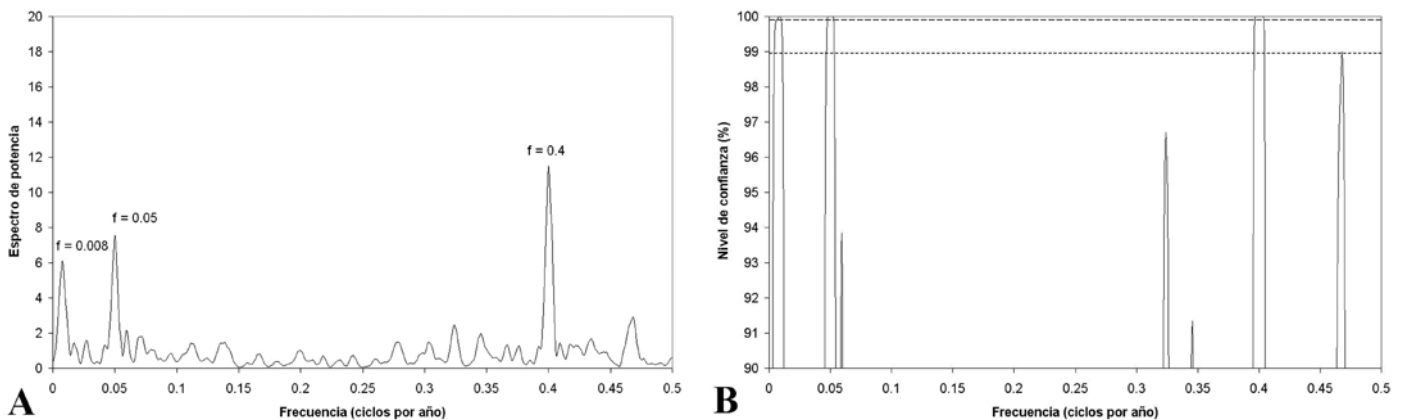 20
18
16
14
12
10
8
6
4
2
0
Espectro de potencia
f = 0.008
f = 0.05
f = 0.4
0 0.05 0.1 0.15 0.2 0.25 0.3 0.35 0.4 0.45 0.5
Frecuencia (ciclos por año)
A
100
99
98
97
96
95
94
93
92
91
90
Nivel de confianza (%)
0 0.05 0.1 0.15 0.2 0.25 0.3 0.35 0.4 0.45 0.5
Frecuencia (ciclos por año)
B